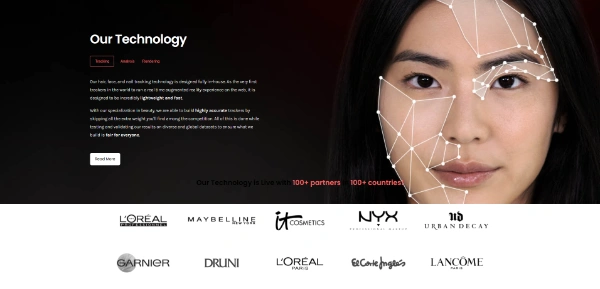 Our Technology
Tracking Analysis Rendering
Our hair, face, and nail tracking technology is designed fully in-house. As the very first
trackers in the world to run a real time augmented reality experience on the web, it is
designed to be incredibly lightweight and fast.
With our specialization in beauty, we are able to build highly accurate trackers by
stripping all the extra weight you'll find among the competition. All of this is done while
testing and validating our results on diverse and global datasets to ensure what we
build is fair for everyone.
Read More
Our Technology is Live with 100+ partners 100+ countries
L'ORÉAL
PROFESSIONNEL
MAYBELLINE
NEW YORK
it COSMETICS
NYX
PROFESSIONAL MAKEUP
UD
URBAN DECAY
GARNIER
DRUNI
L'ORÉAL
PARIS
El Corte Inglés
LANCÔME
PARIS